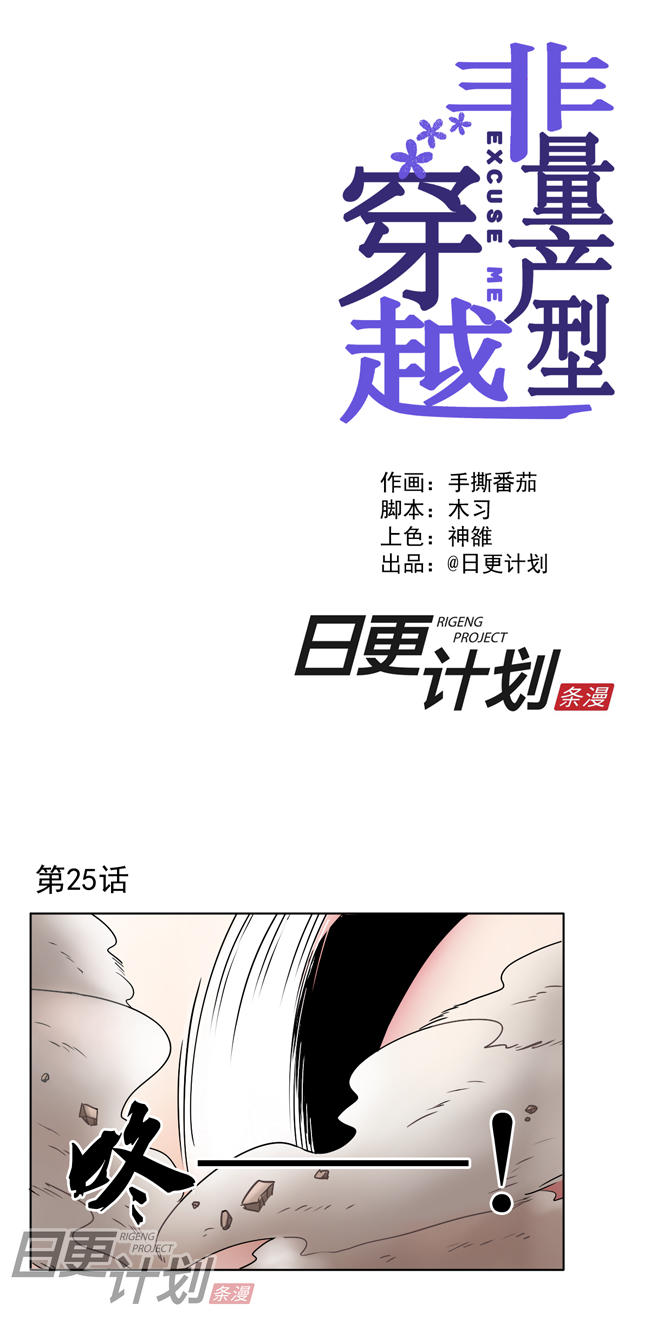 非量产型
穿越
EXCUSE ME
作画：手撕番茄
脚本：木习
上色：神雒
出品：@日更计划
日更计划
RIGENG
PROJECT
条漫
第25话
咚——！
日更计划
RIGENG
PROJECT
条漫